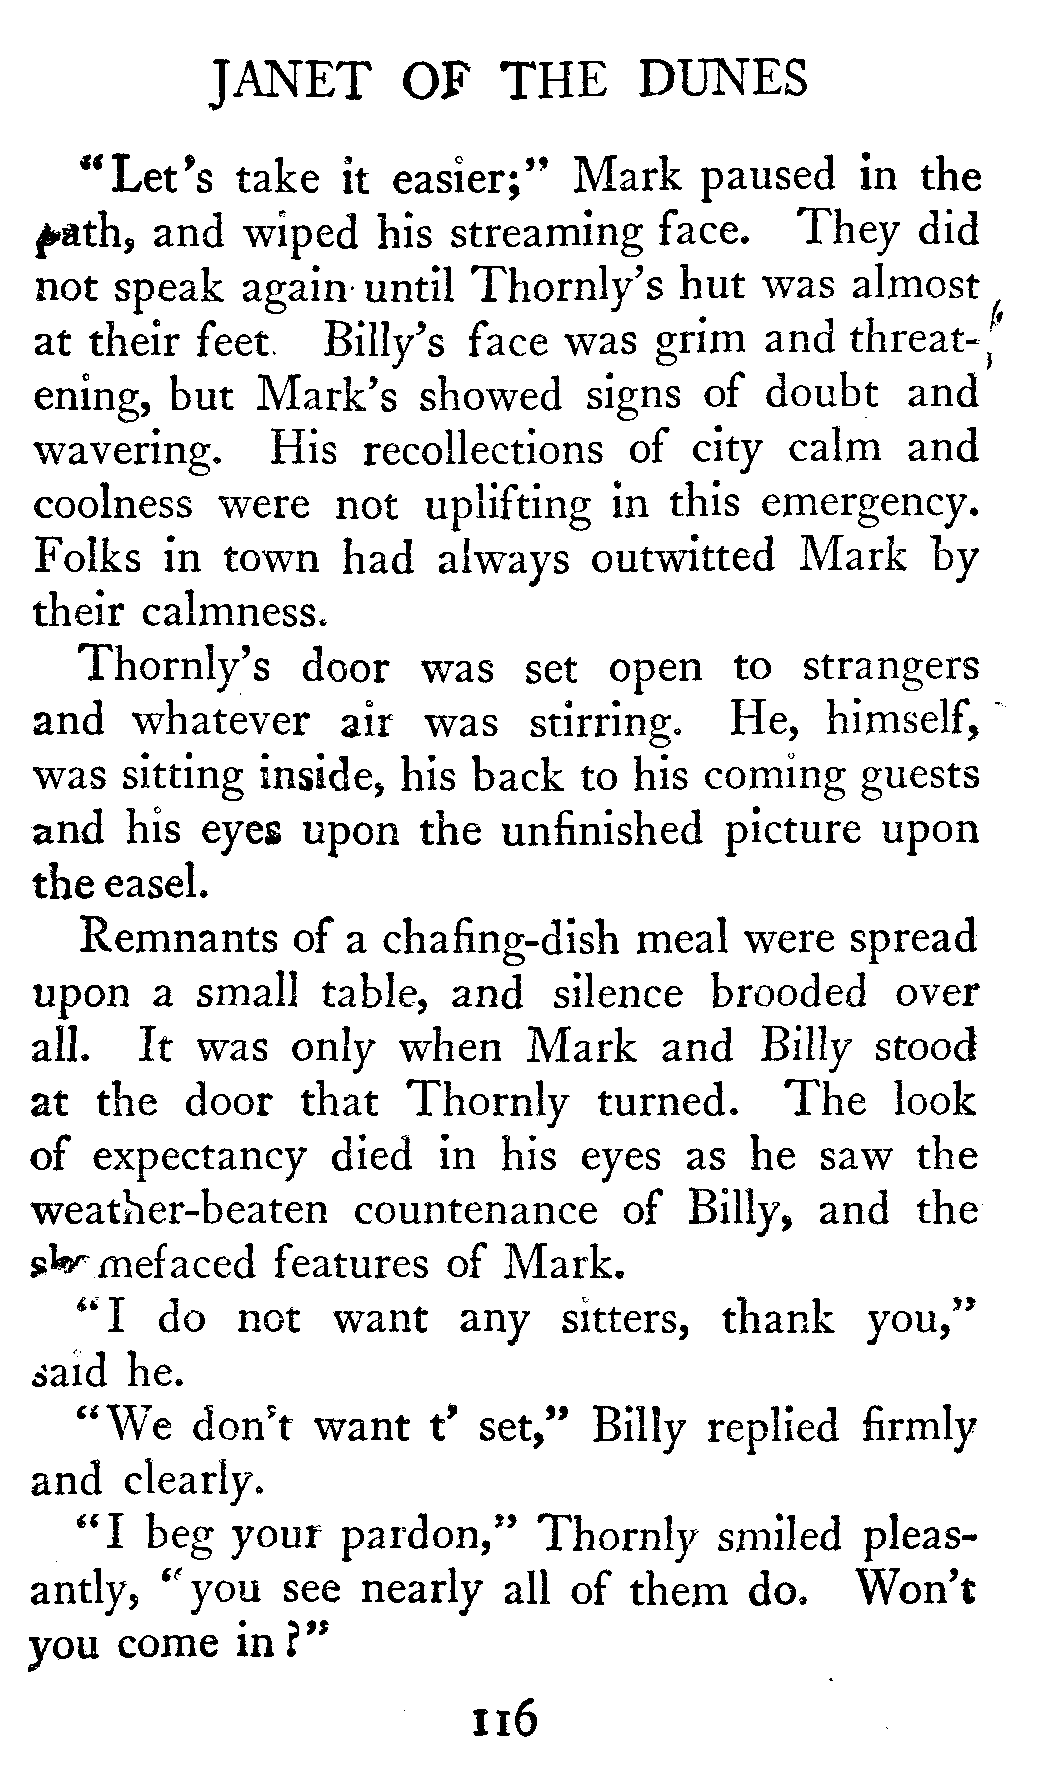 JANET OF THE DUNES
"Let's take it easier;" Mark paused in the
path, and wiped his streaming face. They did
not speak again until Thornly's hut was almost
at their feet. Billy's face was grim and threat-
ening, but Mark's showed signs of doubt and
wavering. His recollections of city calm and
coolness were not uplifting in this emergency.
Folks in town had always outwitted Mark by
their calmness.
Thornly's door was set open to strangers
and whatever air was stirring. He, himself,
was sitting inside, his back to his coming guests
and his eyes upon the unfinished picture upon
the easel.
Remnants of a chafing-dish meal were spread
upon a small table, and silence brooded over
all. It was only when Mark and Billy stood
at the door that Thornly turned. The look
of expectancy died in his eyes as he saw the
weather-beaten countenance of Billy, and the
shamefaced features of Mark.
"I do not want any sitters, thank you,"
said he.
"We don't want t' set," Billy replied firmly
and clearly.
"I beg your pardon," Thornly smiled pleas-
antly, "you see nearly all of them do. Won't
you come in?"
116